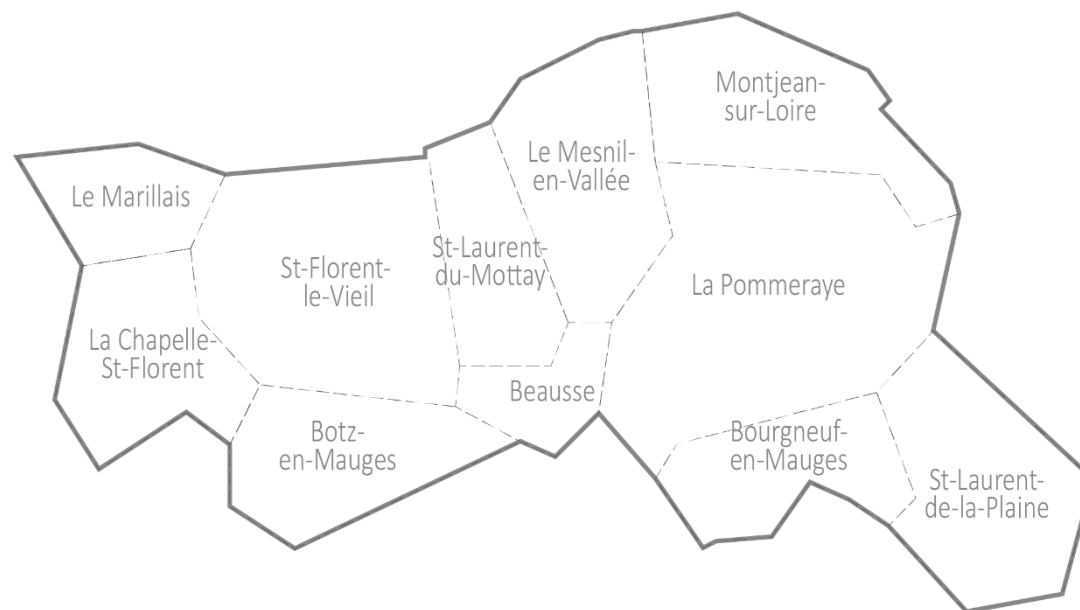 Montjean-
sur-Loire
Le Mesnil-
en-Vallée
Le Marillais
St-Laurent-
du-Mottay
St-Florent-
le-Vieil
La Pommeraye
La Chapelle-
St-Florent
Beausse
Botz-
en-Mauges
Bourgneuf-
en-Mauges
St-Laurent-
de-la-Plaine